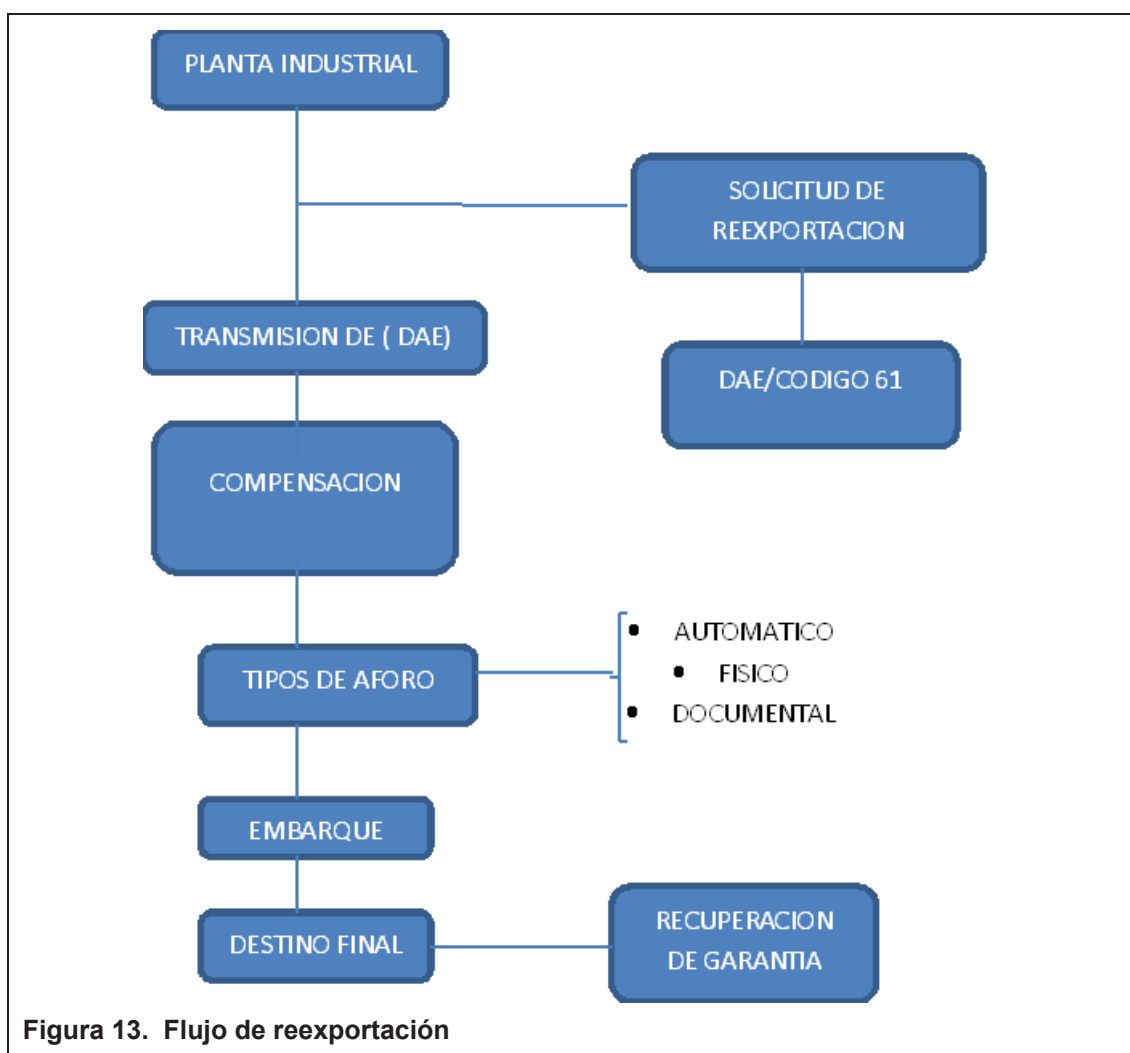 PLANTA INDUSTRIAL
SOLICITUD DE
REEXPORTACION
TRANSMISION DE ( DAE)
DAE/CODIGO 61
COMPENSACION
TIPOS DE AFORO
• AUTOMATICO
• FISICO
• DOCUMENTAL
EMBARQUE
DESTINO FINAL
RECUPERACION
DE GARANTIA
Figura 13. Flujo de reexportación